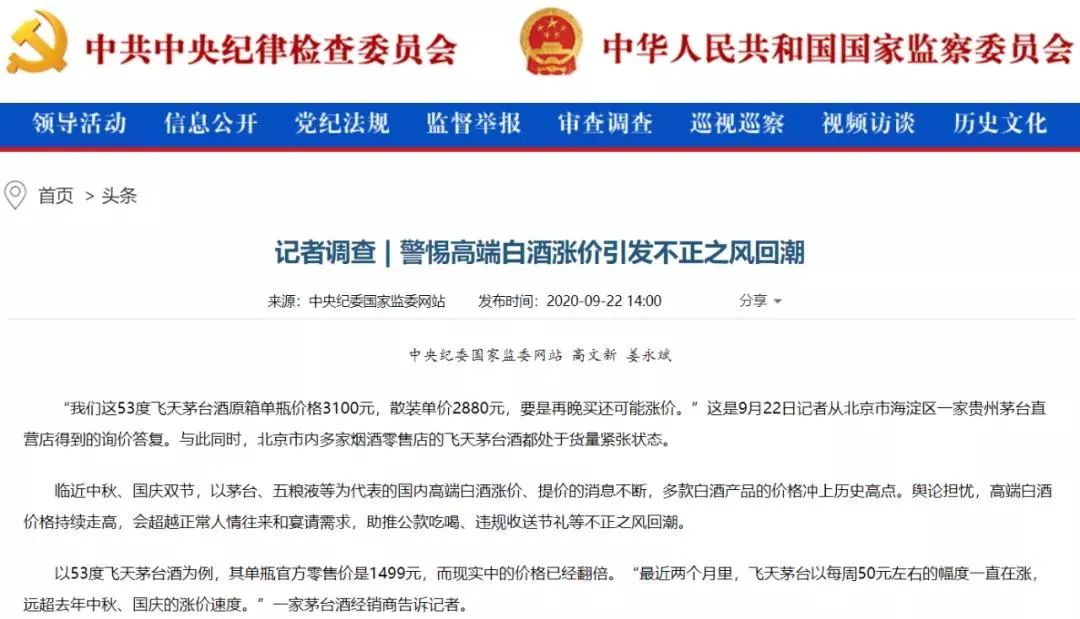 中共中央纪律检查委员会 中华人民共和国国家监察委员会
领导活动 信息公开 党纪法规 监督举报 审查调查 巡视巡察 视频访谈 历史文化
首页 > 头条
记者调查 | 警惕高端白酒涨价引发不正之风回潮
来源：中央纪委国家监委网站 发布时间：2020-09-22 14:00 分享
中央纪委国家监委网站 高文新 姜永斌
“我们这53度飞天茅台酒原箱单瓶价格3100元，散装单价2880元，要是再晚买还可能涨价。”这是9月22日记者从北京市海淀区一家贵州茅台直
营店得到的询价答复。与此同时，北京市内多家烟酒零售店的飞天茅台酒都处于货量紧张状态。
临近中秋、国庆双节，以茅台、五粮液等为代表的国内高端白酒涨价、提价的消息不断，多款白酒产品的价格冲上历史高点。舆论担忧，高端白酒
价格持续走高，会超越正常人情往来和宴请需求，助推公款吃喝、违规收送节礼等不正之风回潮。
以53度飞天茅台酒为例，其单瓶官方零售价是1499元，而现实中的价格已经翻倍。“最近两个月里，飞天茅台以每周50元左右的幅度一直在涨，
远超去年中秋、国庆的涨价速度。”一家茅台酒经销商告诉记者。